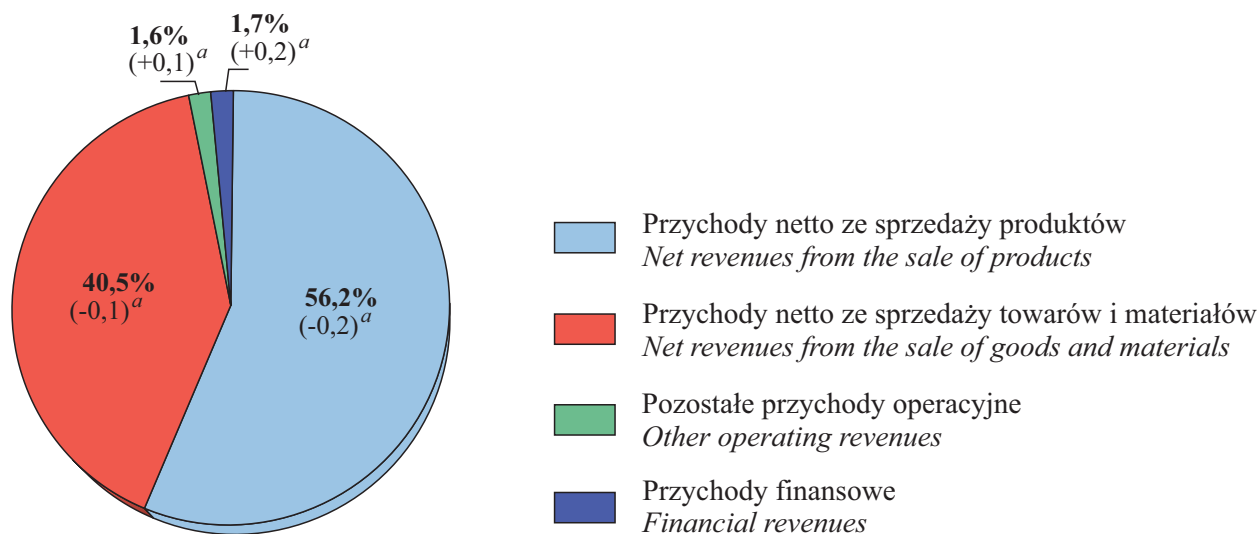 1,6%
(+0,1)ᵃ
1,7%
(+0,2)ᵃ
40,5%
(-0,1)ᵃ
56,2%
(-0,2)ᵃ
Przychody netto ze sprzedaży produktów
Net revenues from the sale of products
Przychody netto ze sprzedaży towarów i materiałów
Net revenues from the sale of goods and materials
Pozostałe przychody operacyjne
Other operating revenues
Przychody finansowe
Financial revenues